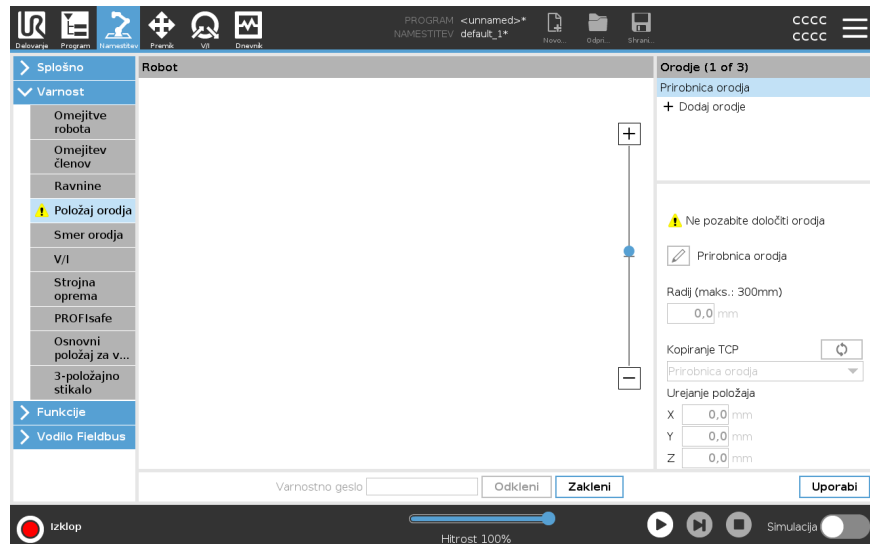 PROGRAM <unnamed>*
NAMESTITEV default_1*
Delovanje
Program
Namestitev
Premik
V/I
Dnevnik
Novo...
Odpri...
Shrani...
CCCC
CCCC
Splošno
Varnost
Omejitve
robota
Omejitev
členov
Ravnine
Položaj orodja
Smer orodja
V/I
Strojna
oprema
PROFIsafe
Osnovni
položaj za v...
3-položajno
stikalo
Funkcije
Vodilo Fieldbus
Robot
Orodje (1 of 3)
Prirobnica orodja
+ Dodaj orodje
Ne pozabite določiti orodja
Prirobnica orodja
Radij (maks.: 300mm)
0,0 mm
Kopiranje TCP
Prirobnica orodja
Urejanje položaja
X 0,0 mm
Y 0,0 mm
Z 0,0 mm
Varnostno geslo
Odkleni
Zakleni
Uporabi
Izklop
Hitrost 100%
Simulacija